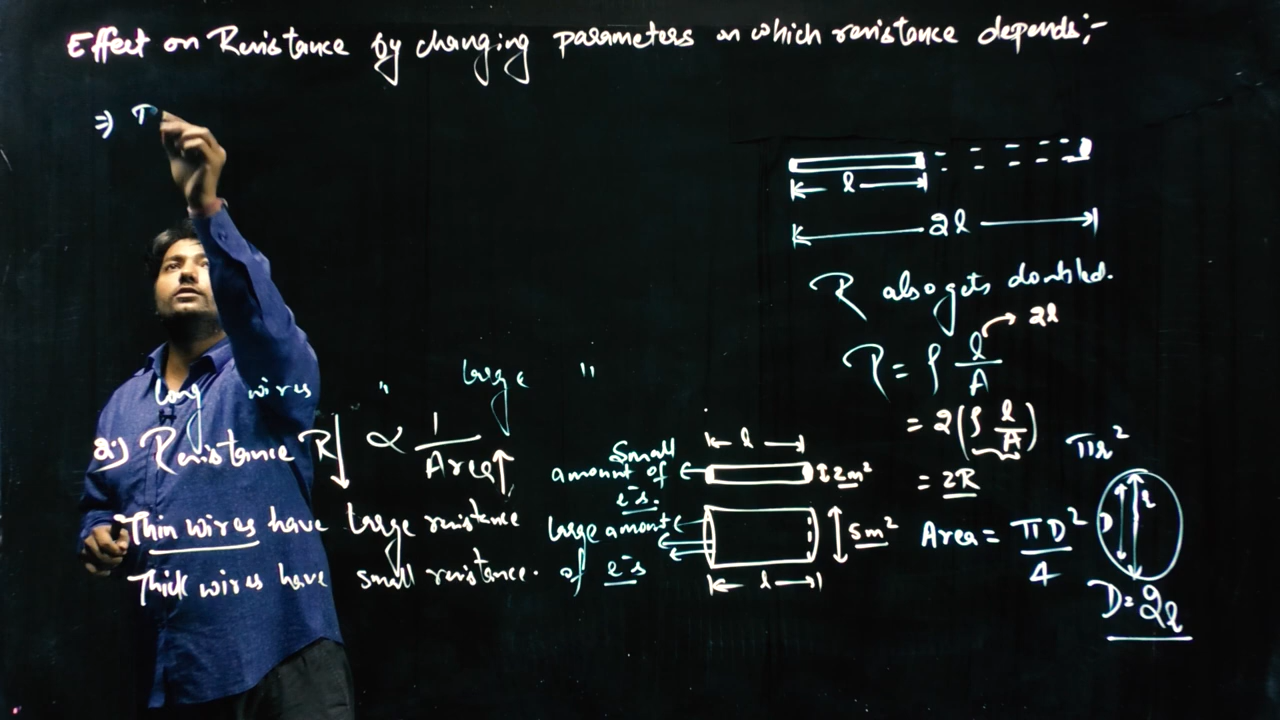 Effect on Resistance by changing parameters on which resistance depends:-
⇒ T
l
2l
R also gets doubled.
→ 2l
R = ρ l/A
= 2(ρ l/A)
= 2R
long wires " large "
2.) Resistance R↓ ∝ 1/Area↑
Thin wires have large resistance
Thick wires have small resistance.
Small amount of e⁻s.
l
2m²
large amount of e⁻s
5m²
l
πr²
Area = πD²/4
D
r
D = 2r